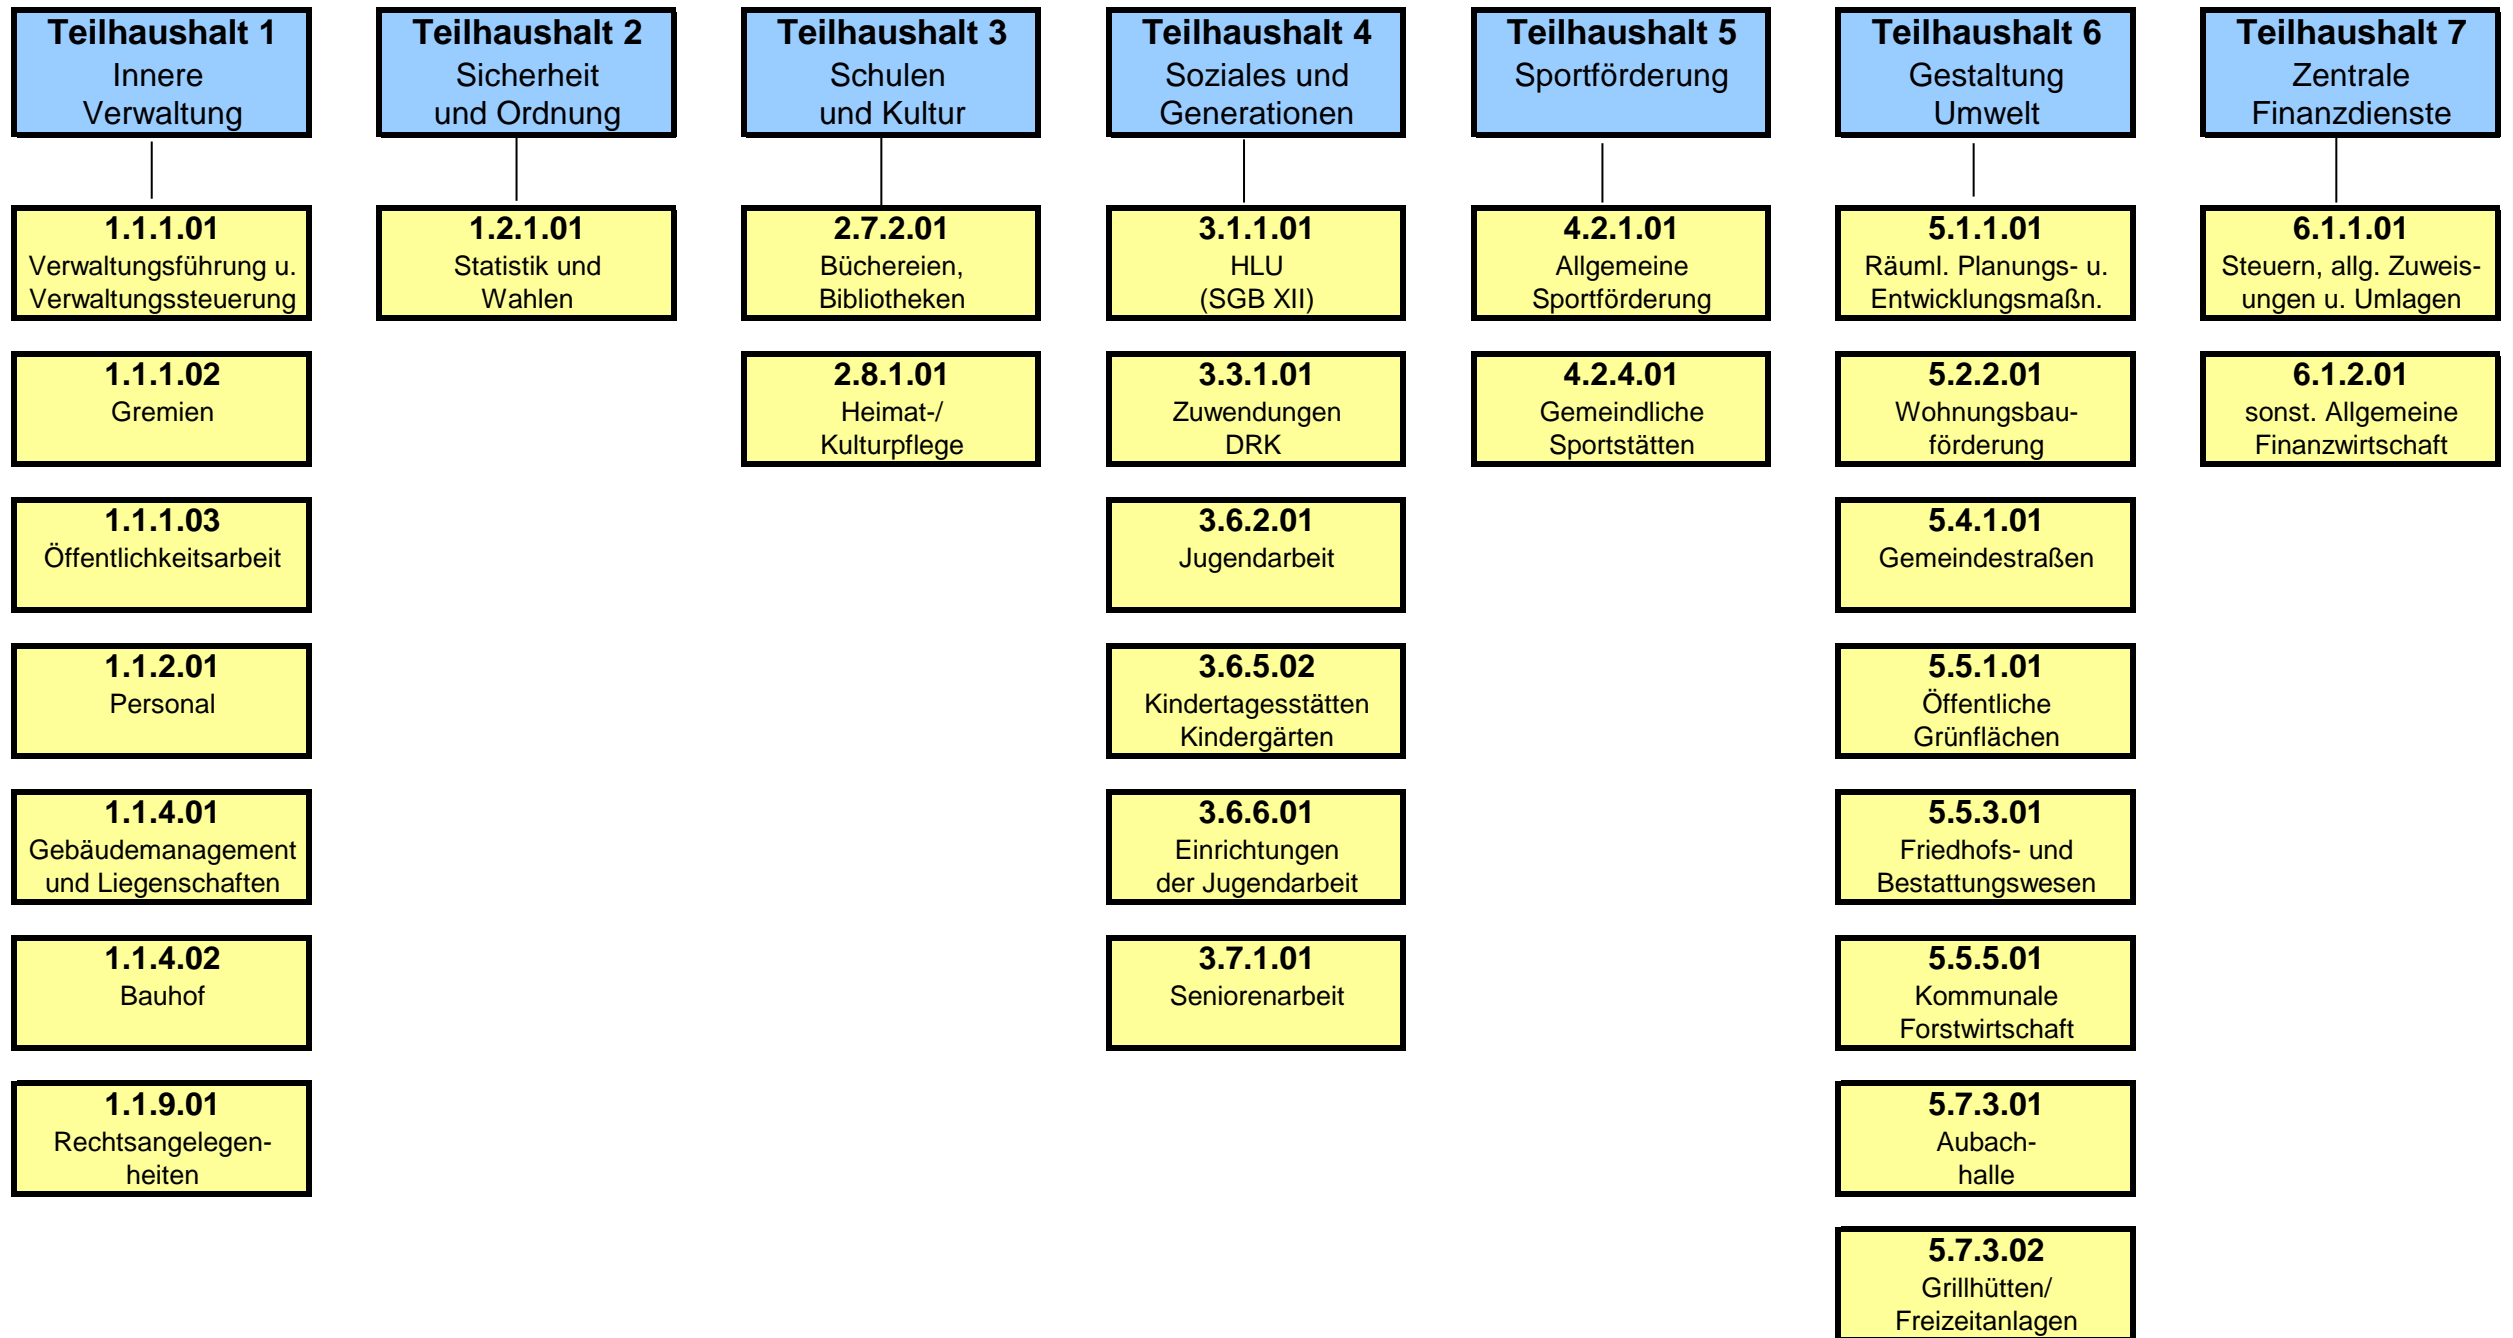 Teilhaushalt 1
Innere
Verwaltung
Teilhaushalt 2
Sicherheit
und Ordnung
Teilhaushalt 3
Schulen
und Kultur
Teilhaushalt 4
Soziales und
Generationen
Teilhaushalt 5
Sportförderung
Teilhaushalt 6
Gestaltung
Umwelt
Teilhaushalt 7
Zentrale
Finanzdienste
1.1.1.01
Verwaltungsführung u.
Verwaltungssteuerung
1.2.1.01
Statistik und
Wahlen
2.7.2.01
Büchereien,
Bibliotheken
3.1.1.01
HLU
(SGB XII)
4.2.1.01
Allgemeine
Sportförderung
5.1.1.01
Räuml. Planungs- u.
Entwicklungsmaßn.
6.1.1.01
Steuern, allg. Zuweis-
ungen u. Umlagen
1.1.1.02
Gremien
2.8.1.01
Heimat-/
Kulturpflege
3.3.1.01
Zuwendungen
DRK
4.2.4.01
Gemeindliche
Sportstätten
5.2.2.01
Wohnungsbau-
förderung
6.1.2.01
sonst. Allgemeine
Finanzwirtschaft
1.1.1.03
Öffentlichkeitsarbeit
3.6.2.01
Jugendarbeit
5.4.1.01
Gemeindestraßen
1.1.2.01
Personal
3.6.5.02
Kindertagesstätten
Kindergärten
5.5.1.01
Öffentliche
Grünflächen
1.1.4.01
Gebäudemanagement
und Liegenschaften
3.6.6.01
Einrichtungen
der Jugendarbeit
5.5.3.01
Friedhofs- und
Bestattungswesen
1.1.4.02
Bauhof
3.7.1.01
Seniorenarbeit
5.5.5.01
Kommunale
Forstwirtschaft
1.1.9.01
Rechtsangelegen-
heiten
5.7.3.01
Aubach-
halle
5.7.3.02
Grillhütten/
Freizeitanlagen